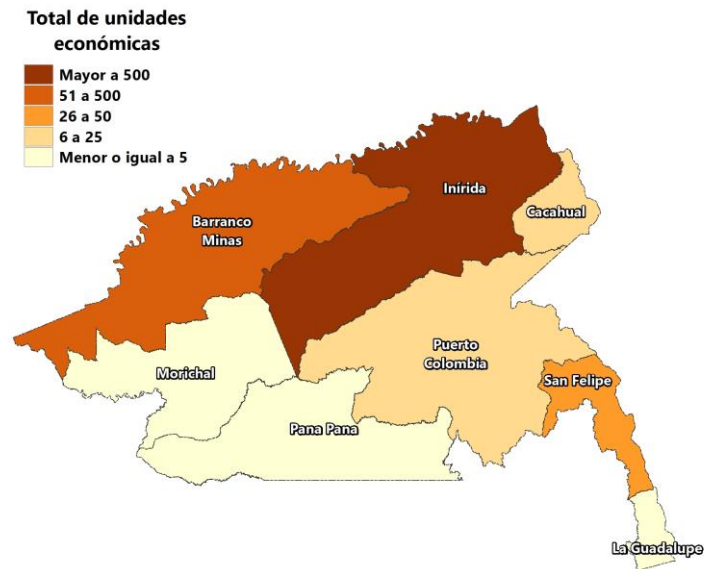 Total de unidades
económicas
Mayor a 500
51 a 500
26 a 50
6 a 25
Menor o igual a 5
Inírida
Cacahual
Barranco
Minas
Puerto
Colombia
Morichal
San Felipe
Pana Pana
La Guadalupe